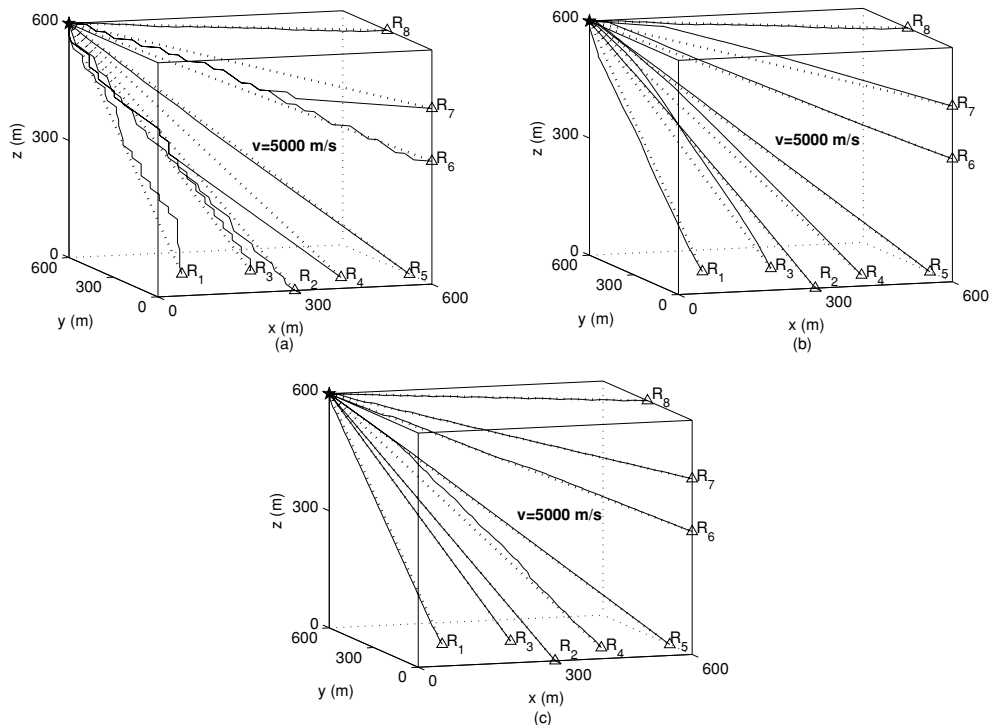 600
R8
R7
v=5000 m/s
300
z (m)
R6
0
R1
R3
R2
R4
R5
600
300
0
0
300
600
y (m)
x (m)
(a)
600
R8
R7
v=5000 m/s
300
z (m)
R6
0
R1
R3
R2
R4
R5
600
300
0
0
300
600
y (m)
x (m)
(b)
600
R8
R7
v=5000 m/s
300
z (m)
R6
0
R1
R3
R2
R4
R5
600
300
0
0
300
600
y (m)
x (m)
(c)